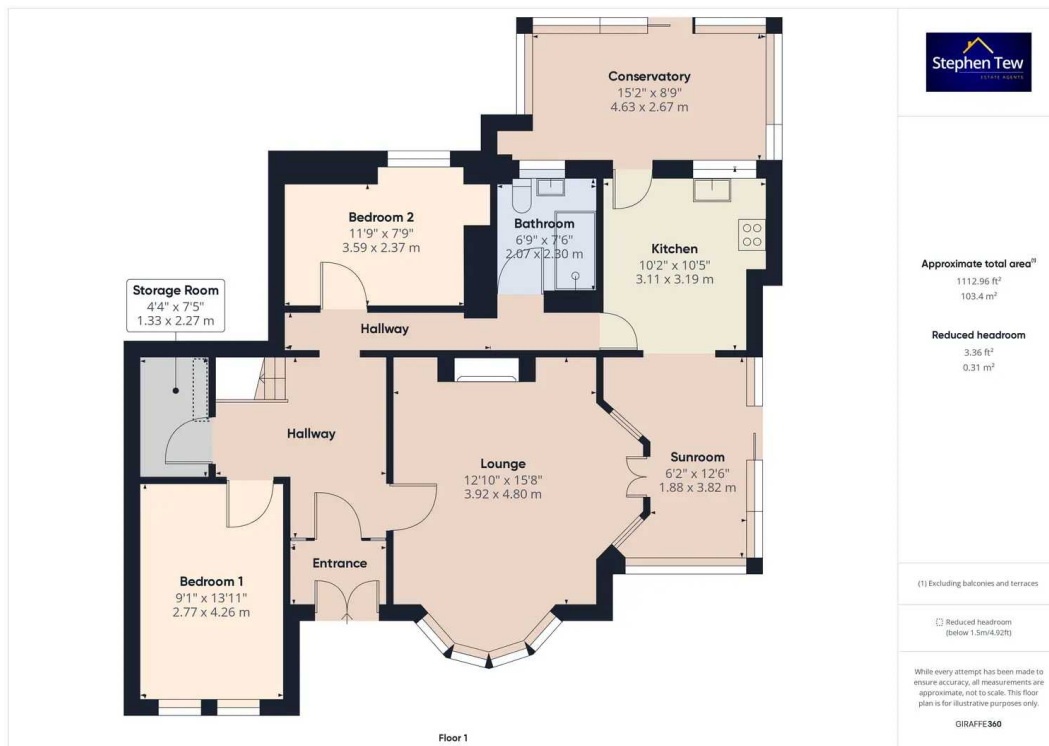 Conservatory
15'2" x 8'9"
4.63 x 2.67 m
Bedroom 2
11'9" x 7'9"
3.59 x 2.37 m
Bathroom
6'9" x 7'6"
2.07 x 2.30 m
Kitchen
10'2" x 10'5"
3.11 x 3.19 m
Storage Room
4'4" x 7'5"
1.33 x 2.27 m
Hallway
Hallway
Lounge
12'10" x 15'8"
3.92 x 4.80 m
Sunroom
6'2" x 12'6"
1.88 x 3.82 m
Entrance
Bedroom 1
9'1" x 13'11"
2.77 x 4.26 m
Floor 1
Stephen Tew
ESTATE AGENTS
Approximate total area(1)
1112.96 ft²
103.4 m²
Reduced headroom
3.36 ft²
0.31 m²
(1) Excluding balconies and terraces
Reduced headroom
(below 1.5m/4.92ft)
While every attempt has been made to
ensure accuracy, all measurements are
approximate, not to scale. This floor
plan is for illustrative purposes only.
GIRAFFE360